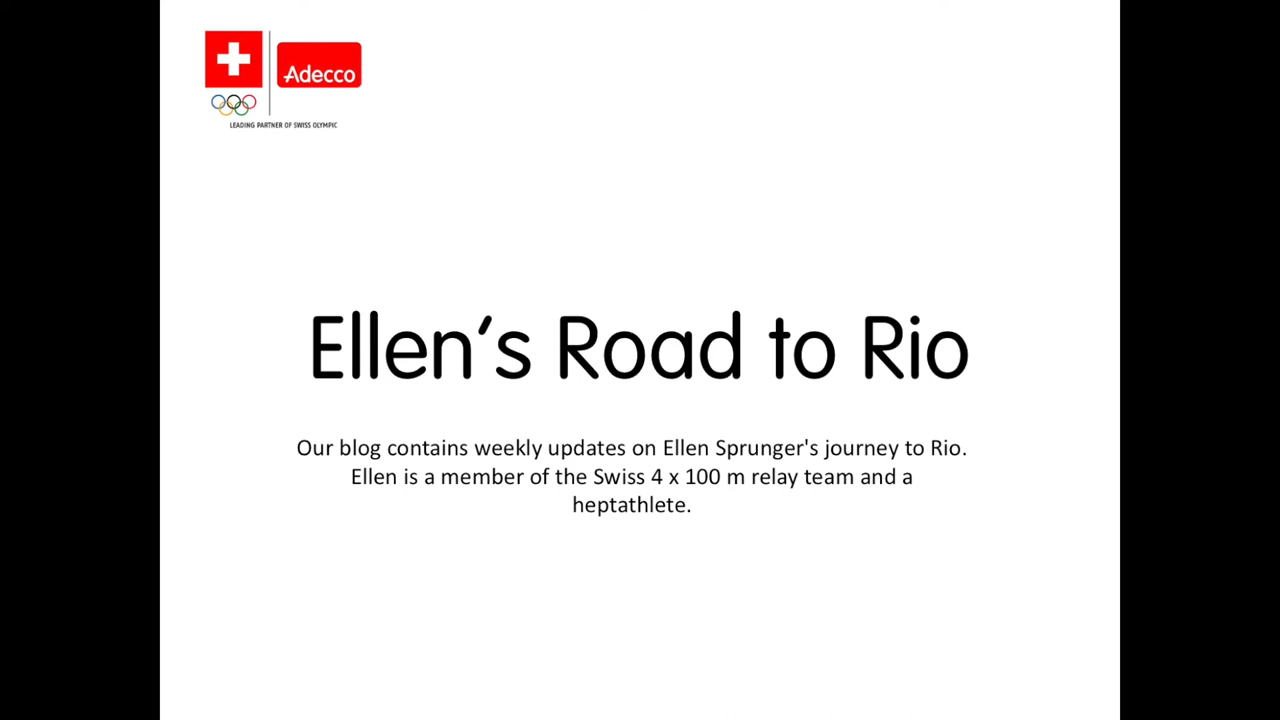 Adecco
LEADING PARTNER OF SWISS OLYMPIC
Ellen's Road to Rio
Our blog contains weekly updates on Ellen Sprunger's journey to Rio.
Ellen is a member of the Swiss 4 x 100 m relay team and a
heptathlete.